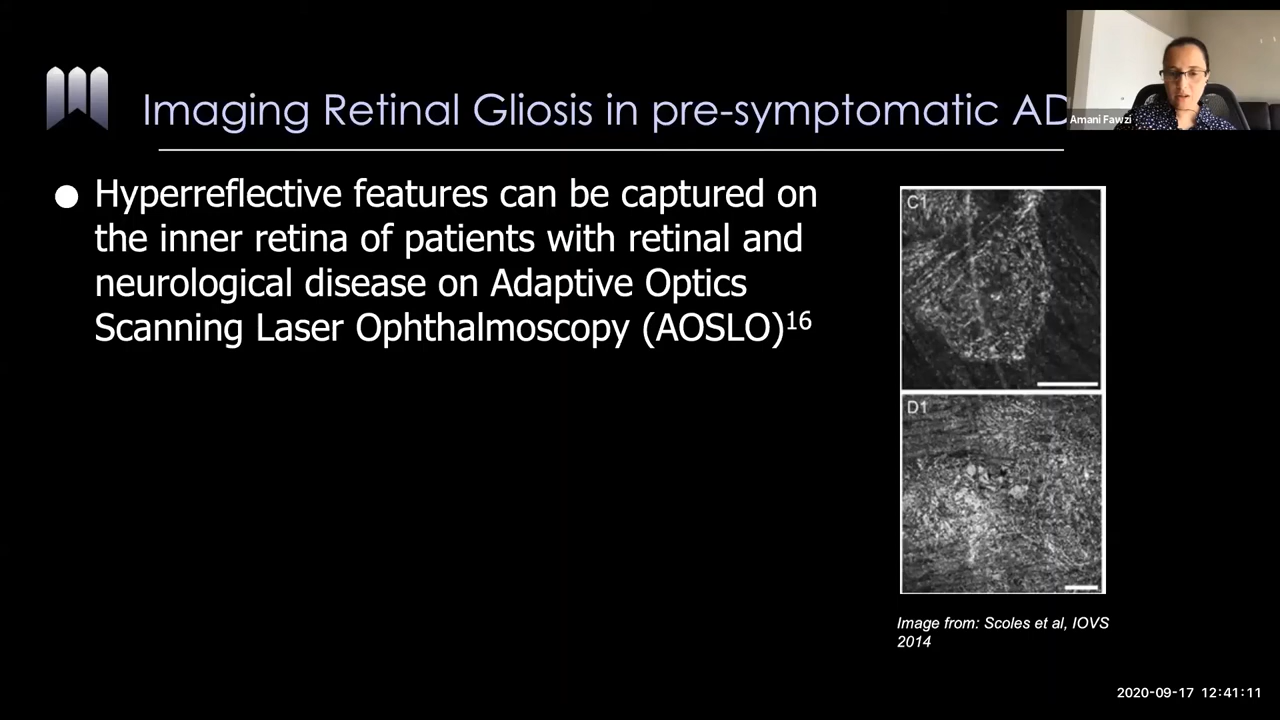 Imaging Retinal Gliosis in pre-symptomatic AD
Amani Fawzi
● Hyperreflective features can be captured on
the inner retina of patients with retinal and
neurological disease on Adaptive Optics
Scanning Laser Ophthalmoscopy (AOSLO)16
C1
D1
Image from: Scoles et al, IOVS
2014
2020-09-17 12:41:11